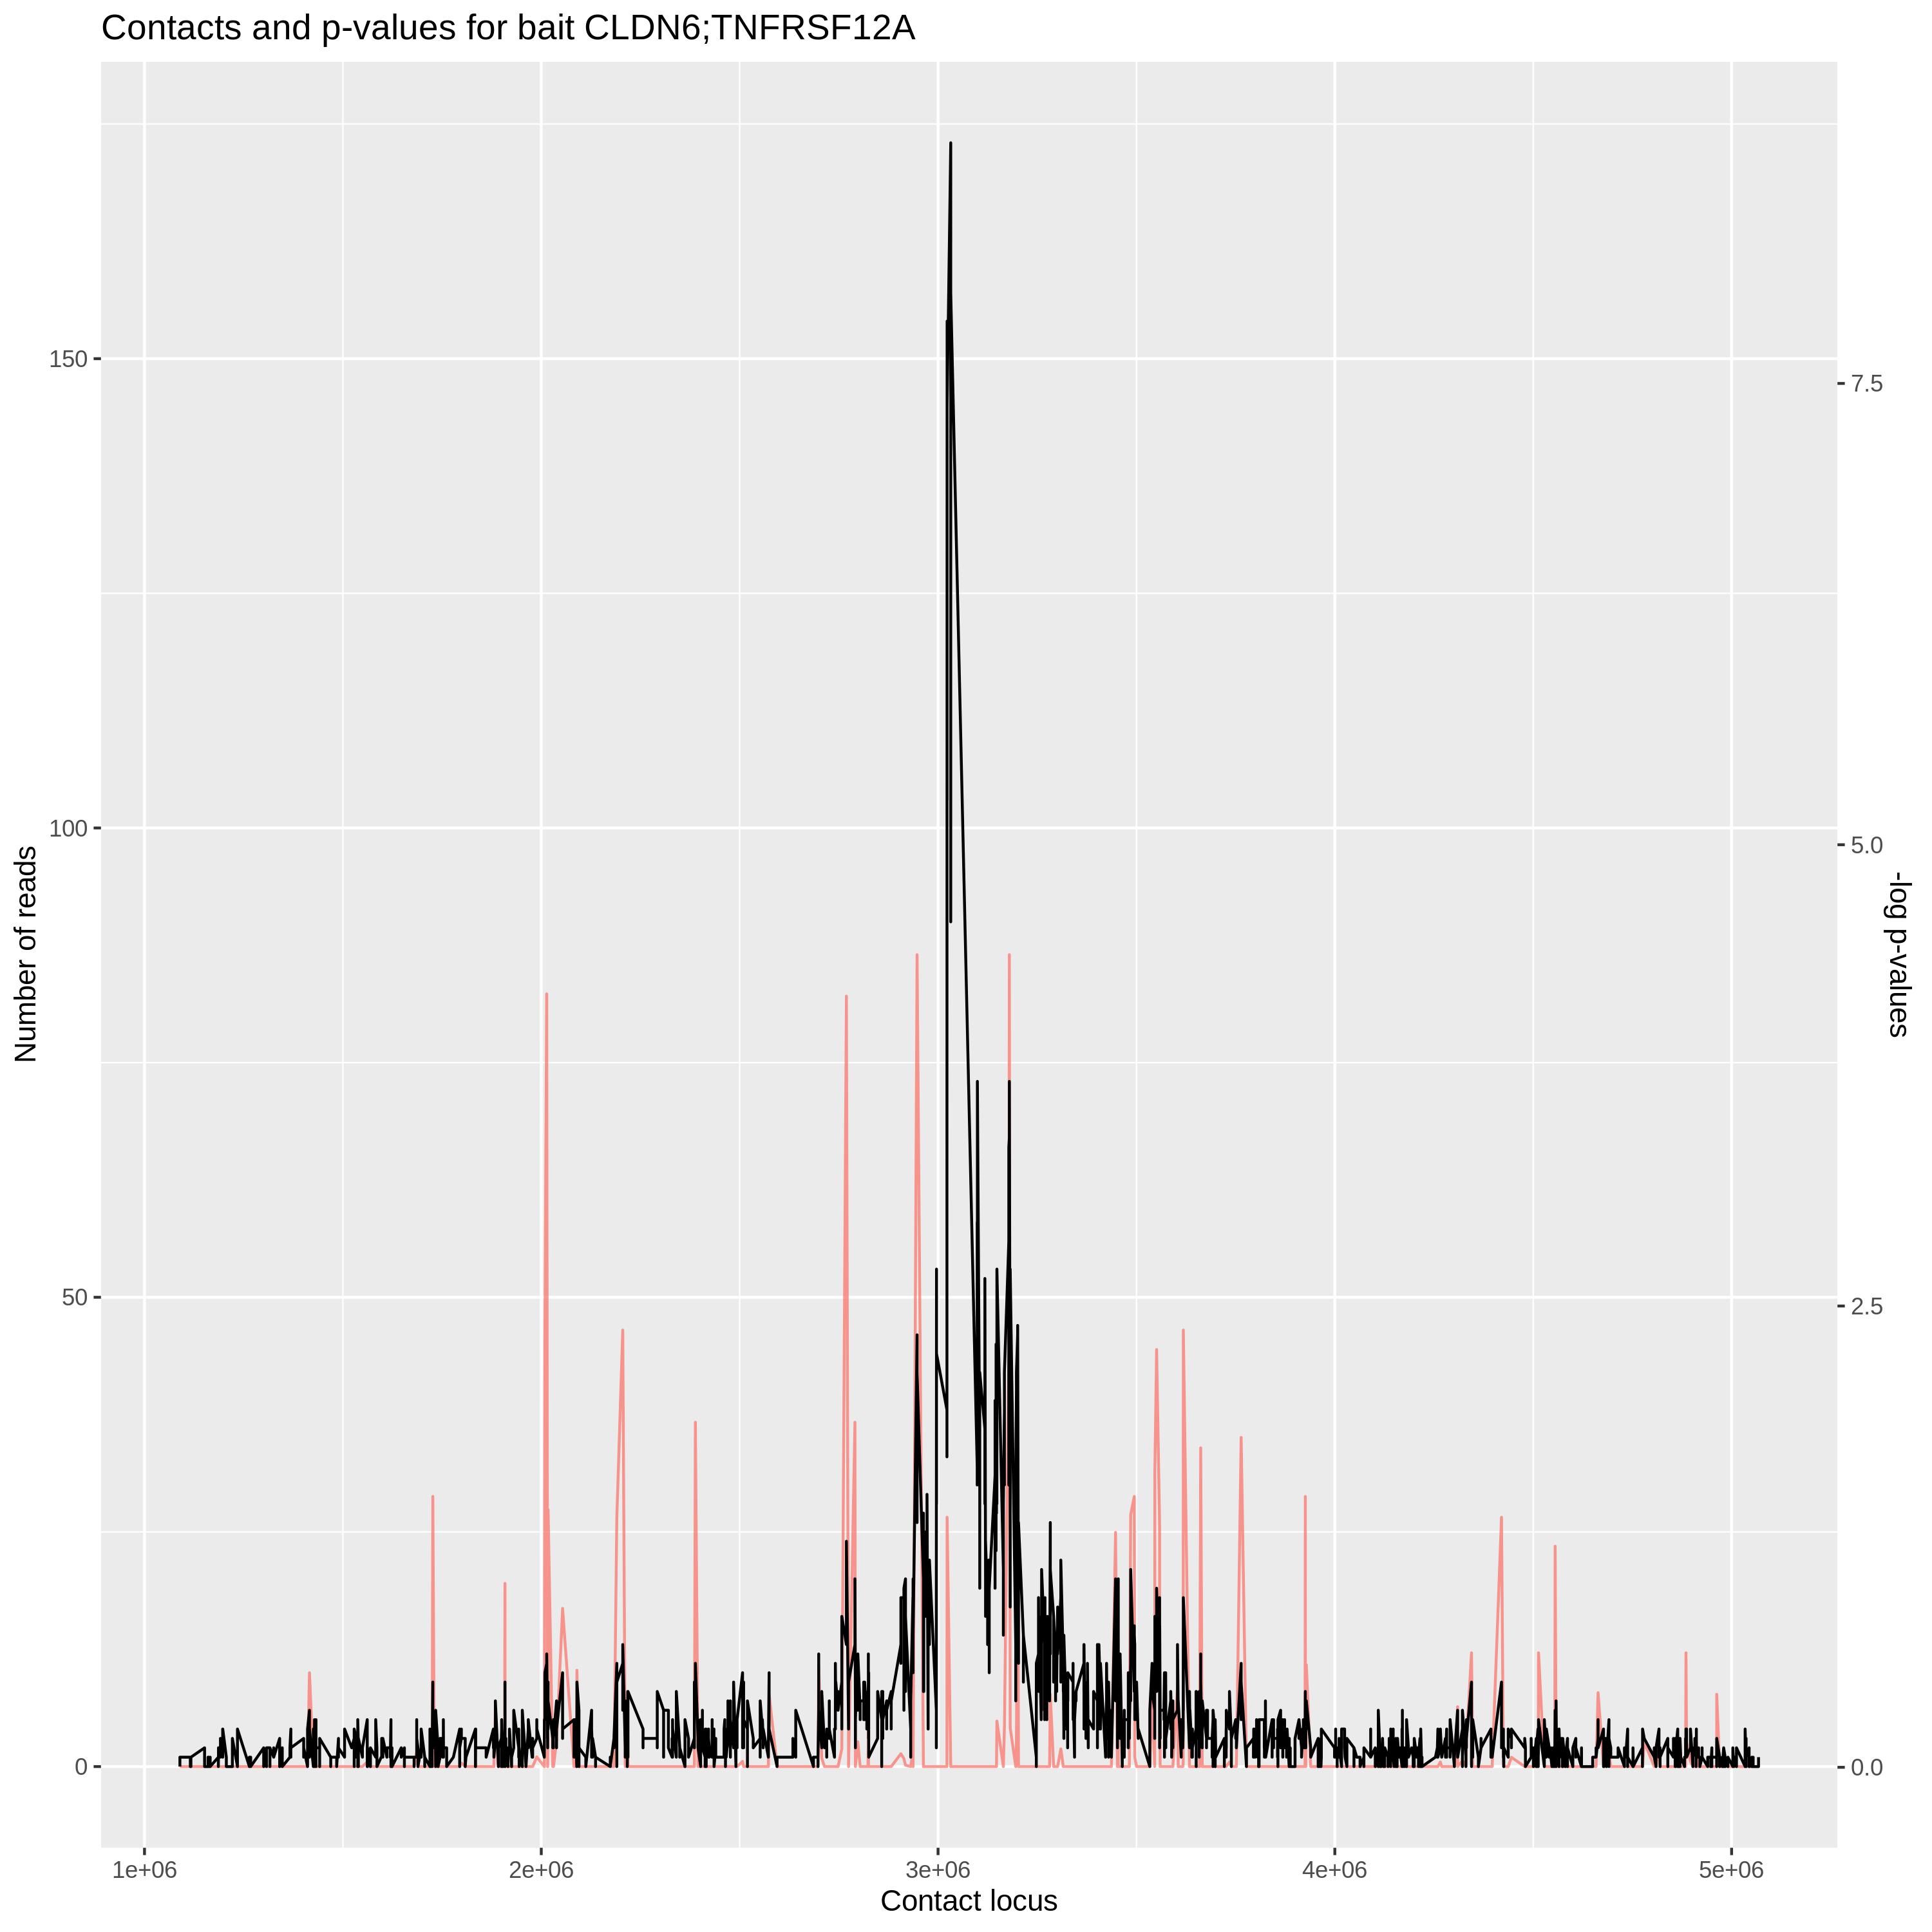 Contacts and p-values for bait CLDN6;TNFRSF12A
Number of reads
150
100
50
0
7.5
5.0
2.5
0.0
-log p-values
1e+06
2e+06
3e+06
4e+06
5e+06
Contact locus